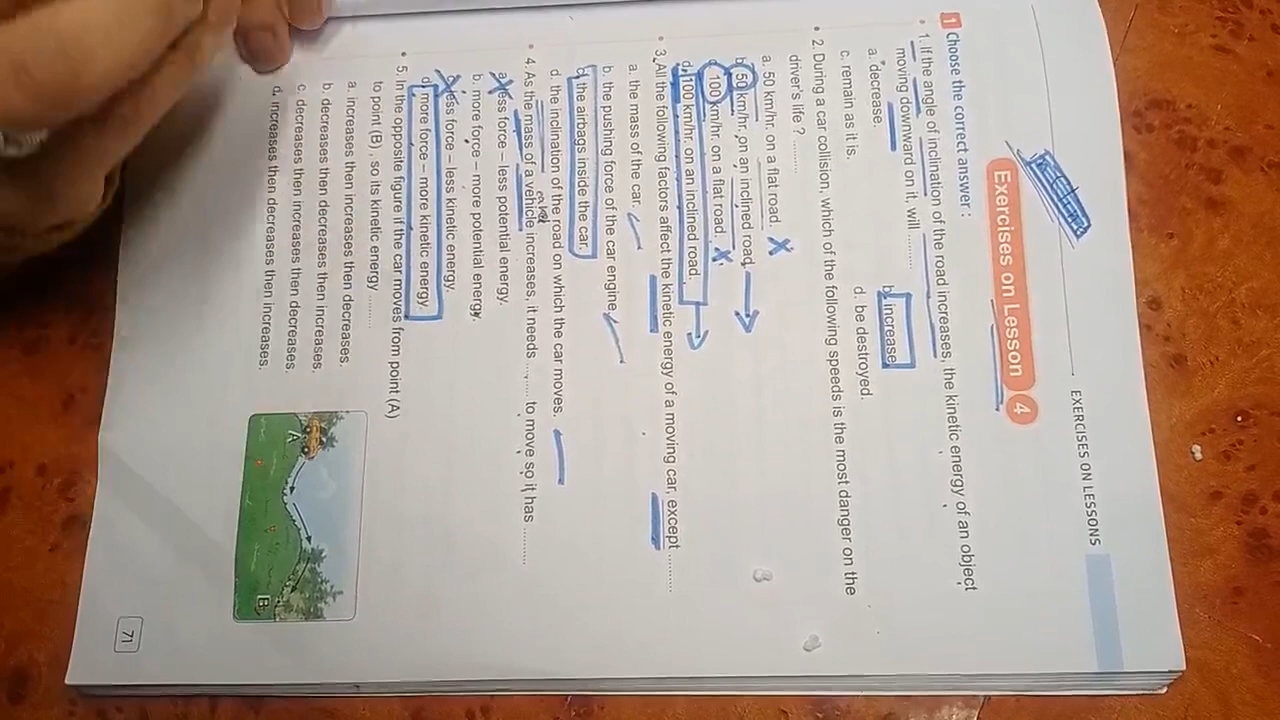 EXERCISES ON LESSONS
Exercises on Lesson 4
1 Choose the correct answer :
1. If the angle of inclination of the road increases, the kinetic energy of an object
moving downward on it, will ............
a. decrease.
b. increase.
c. remain as it is.
d. be destroyed.
2. During a car collision, which of the following speeds is the most danger on the
driver's life ? ............
a. 50 km/hr. on a flat road.
b. 50 km/hr. on an inclined road.
c. 100 km/hr. on a flat road.
d. 100 km/hr. on an inclined road.
3. All the following factors affect the kinetic energy of a moving car, except ............
a. the mass of the car.
b. the pushing force of the car engine.
c. the airbags inside the car.
d. the inclination of the road on which the car moves.
4. As the mass of a vehicle increases, it needs ............ to move so it has ............
a. less force – less potential energy.
b. more force – more potential energy.
c. less force – less kinetic energy.
d. more force – more kinetic energy.
5. In the opposite figure if the car moves from point (A)
to point (B) , so its kinetic energy ............
a. increases then increases then decreases.
b. decreases then decreases then increases.
c. decreases then increases then decreases.
d. increases then decreases then increases.
A
B
71